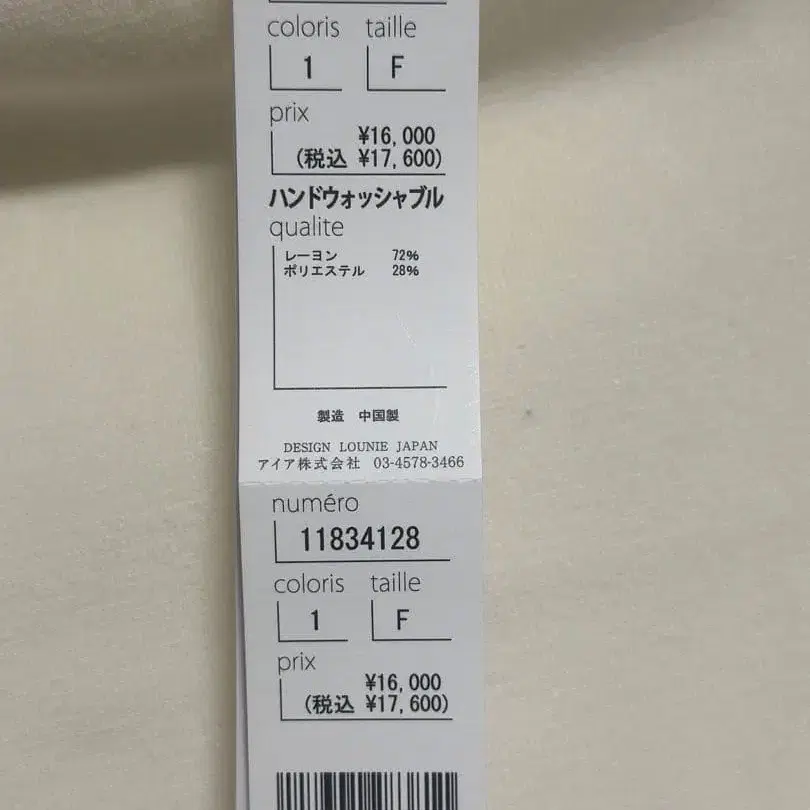 coloris taille
1 F
prix
¥16,000
(税込 ¥17,600)
ハンドウォッシャブル
qualite
レーヨン 72%
ポリエステル 28%
製造 中国製
DESIGN LOUNIE JAPAN
アイア株式会社 03-4578-3466
numéro
11834128
coloris taille
1 F
prix
¥16,000
(税込 ¥17,600)